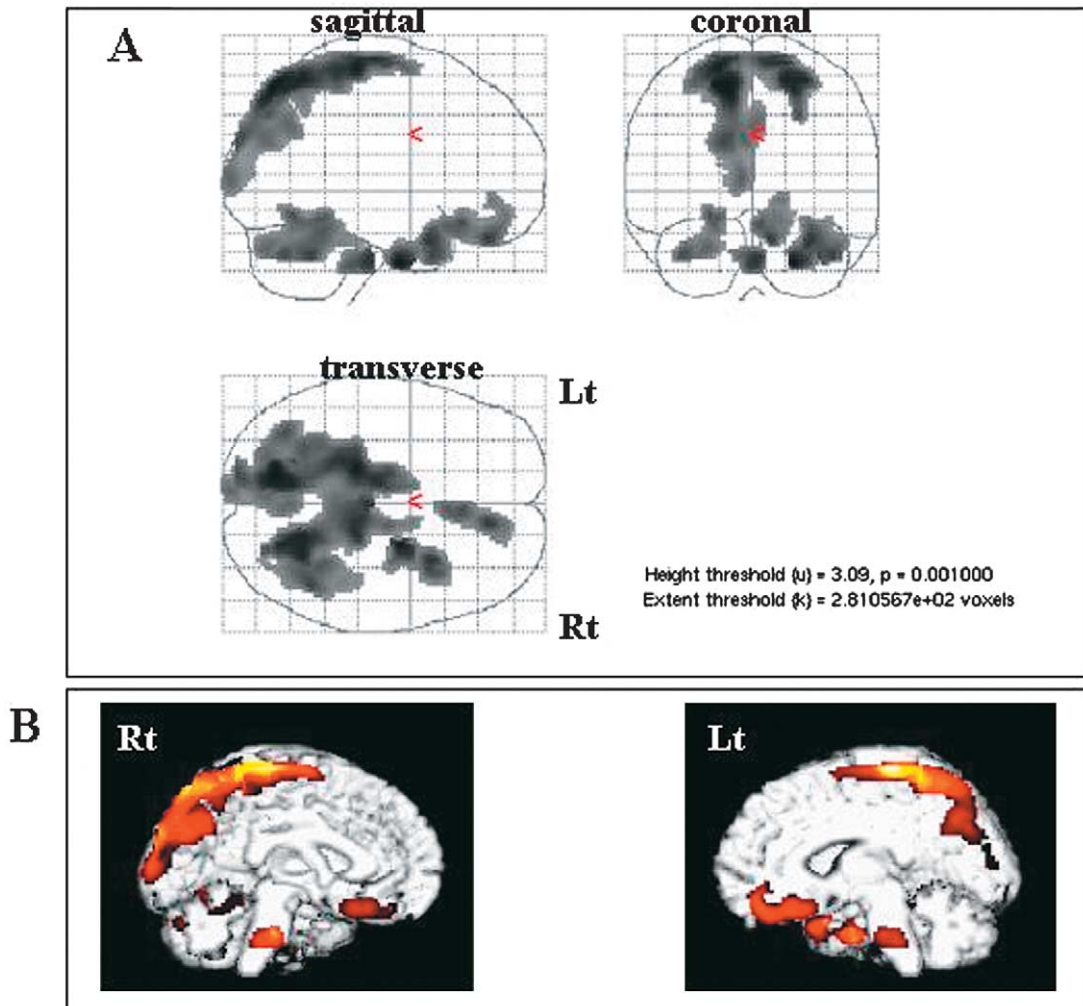 A
sagittal
coronal
transverse
Lt
Rt
Height threshold (u) = 3.09, p = 0.001000
Extent threshold (k) = 2.810567e+02 voxels
B
Rt
Lt